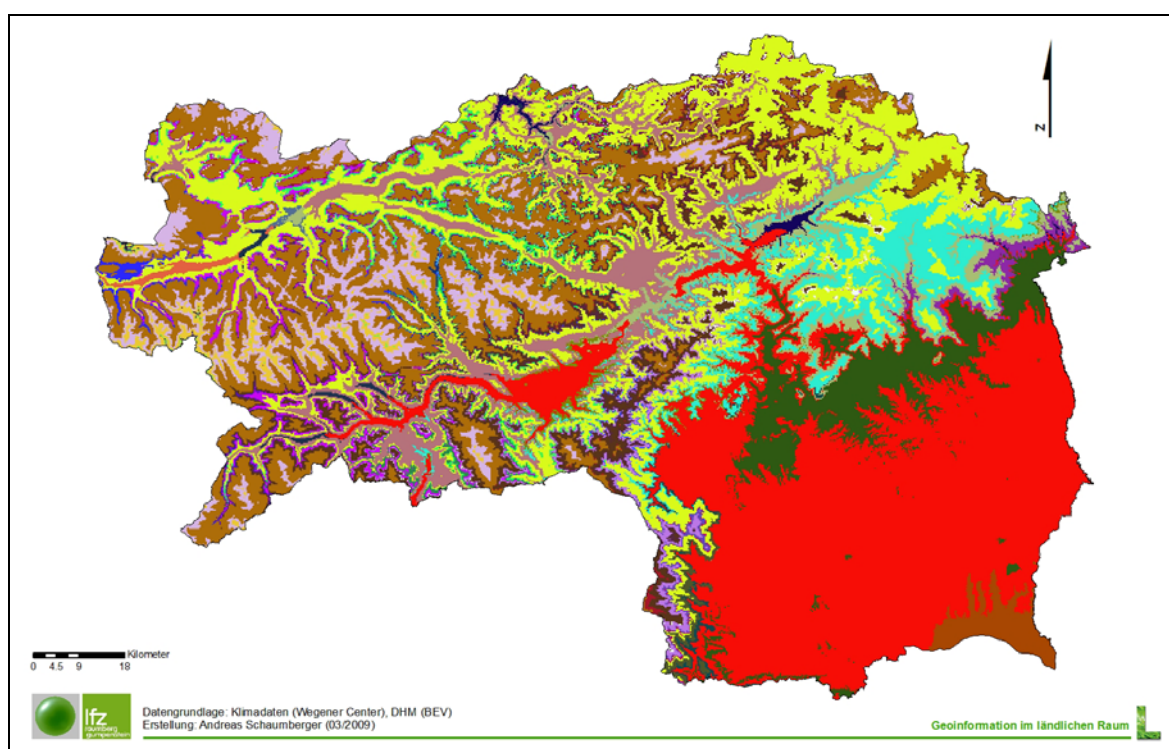 N
Kilometer
0 4.5 9 18
lfz
raumberg
gumpenstein
Datengrundlage: Klimadaten (Wegener Center), DHM (BEV)
Erstellung: Andreas Schaumberger (03/2009)
Geoinformation im ländlichen Raum